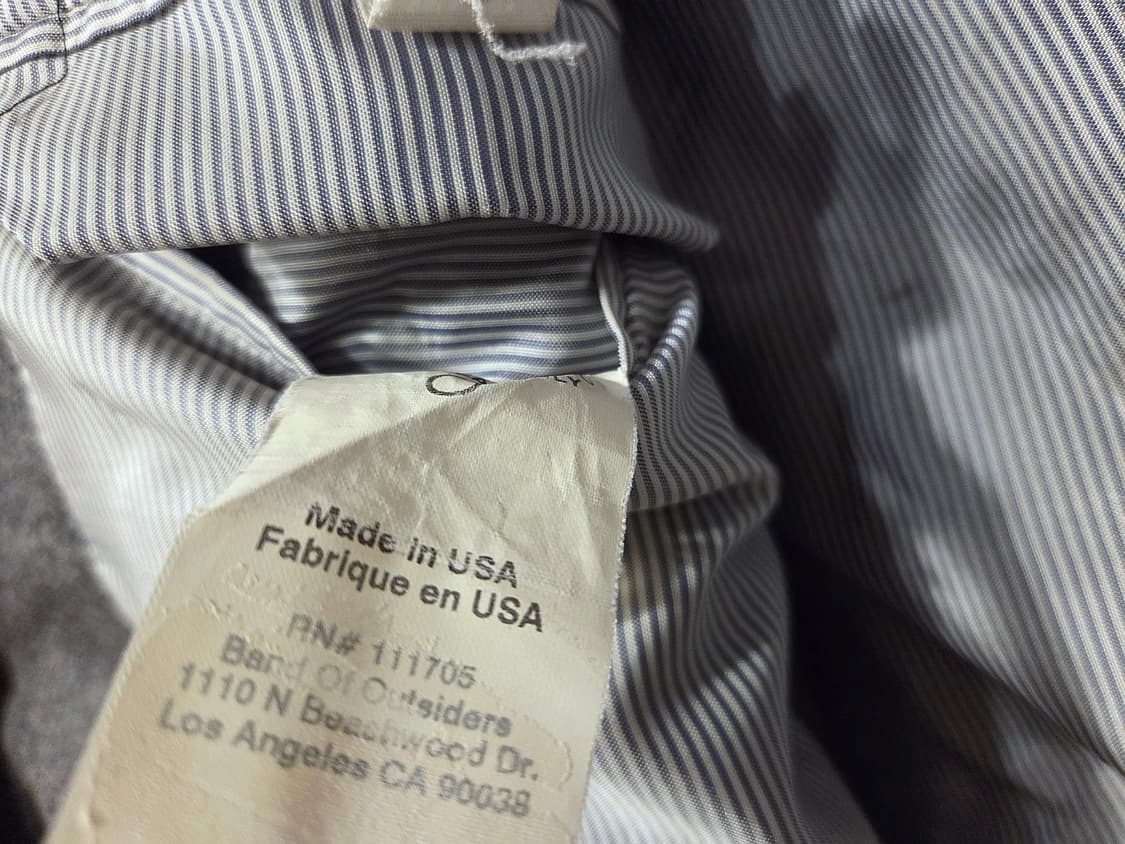 Made in USA
Fabrique en USA
RN# 111705
Band Of Outsiders
1110 N Beachwood Dr.
Los Angeles CA 90038